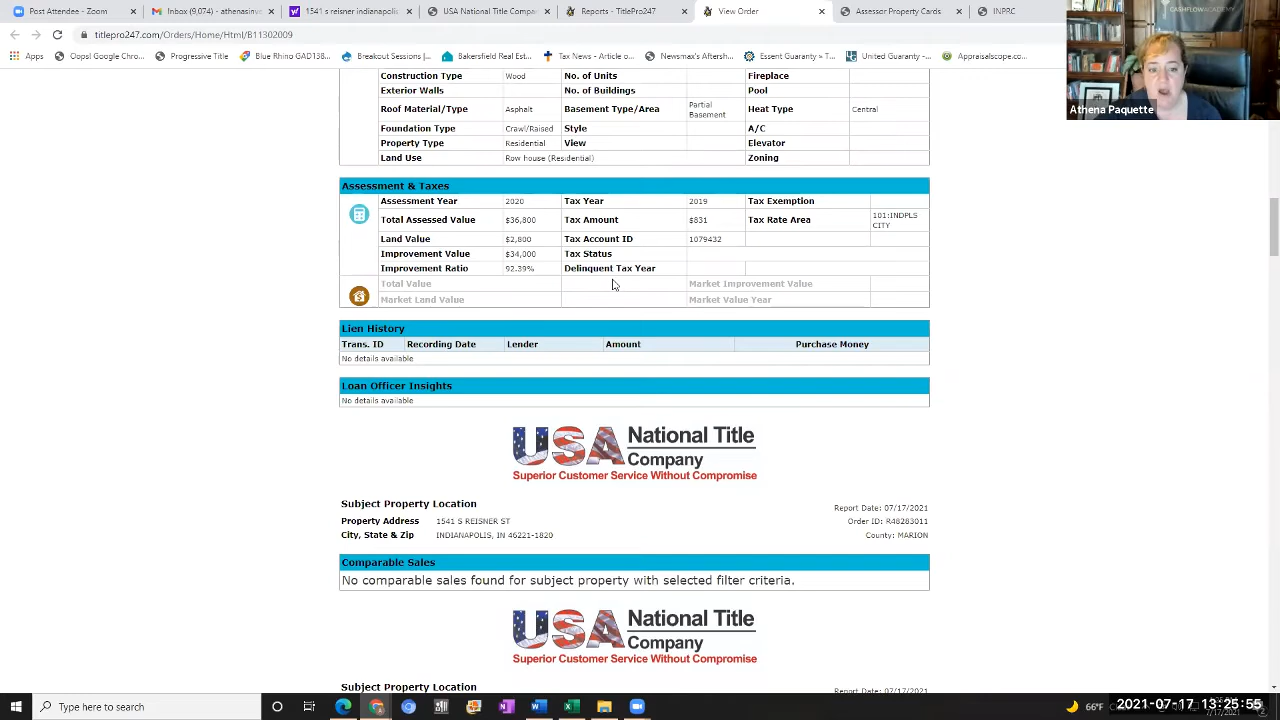 Post Attendee - Zoom
Inbox (9,074) - athenasinve
1541 s reisner indianapolis
USA National Title Compan
Reports - TitlePro247
View Order
Assessor Property Cards
INPRC
titlepro247.com/Orders/Home/Html/B11302009
Apps
Oopsl Google Chro...
Progressive Title
Blue Rhino GAD138...
Breakout Sessions |...
Bakers Real Est...
Tax News - Article o...
Newsmax's Aftersh...
Essent Guaranty > T...
United Guaranty -...
Appraisalscope.co...
CASHFLOW ACADEMY
Athena Paquette
Construction Type Wood No. of Units Fireplace
Exterior Walls No. of Buildings Pool
Roof Material/Type Asphalt Basement Type/Area Partial Basement Heat Type Central
Foundation Type Crawl/Raised Style A/C
Property Type Residential View Elevator
Land Use Row house (Residential) Zoning
Assessment & Taxes
Assessment Year 2020 Tax Year 2019 Tax Exemption
Total Assessed Value $36,800 Tax Amount $831 Tax Rate Area 101:INDPLS CITY
Land Value $2,800 Tax Account ID 1079432
Improvement Value $34,000 Tax Status
Improvement Ratio 92.39% Delinquent Tax Year
Total Value Market Improvement Value
Market Land Value Market Value Year
Lien History
Trans. ID Recording Date Lender Amount Purchase Money
No details available
Loan Officer Insights
No details available
USA National Title Company
Superior Customer Service Without Compromise
Subject Property Location
Report Date: 07/17/2021
Property Address 1541 S REISNER ST
Order ID: R48283011
City, State & Zip INDIANAPOLIS, IN 46221-1820
County: MARION
Comparable Sales
No comparable sales found for subject property with selected filter criteria.
USA National Title Company
Superior Customer Service Without Compromise
Subject Property Location
Report Date: 07/17/2021
Type here to search
66°F
2021-07-17 13:25:55